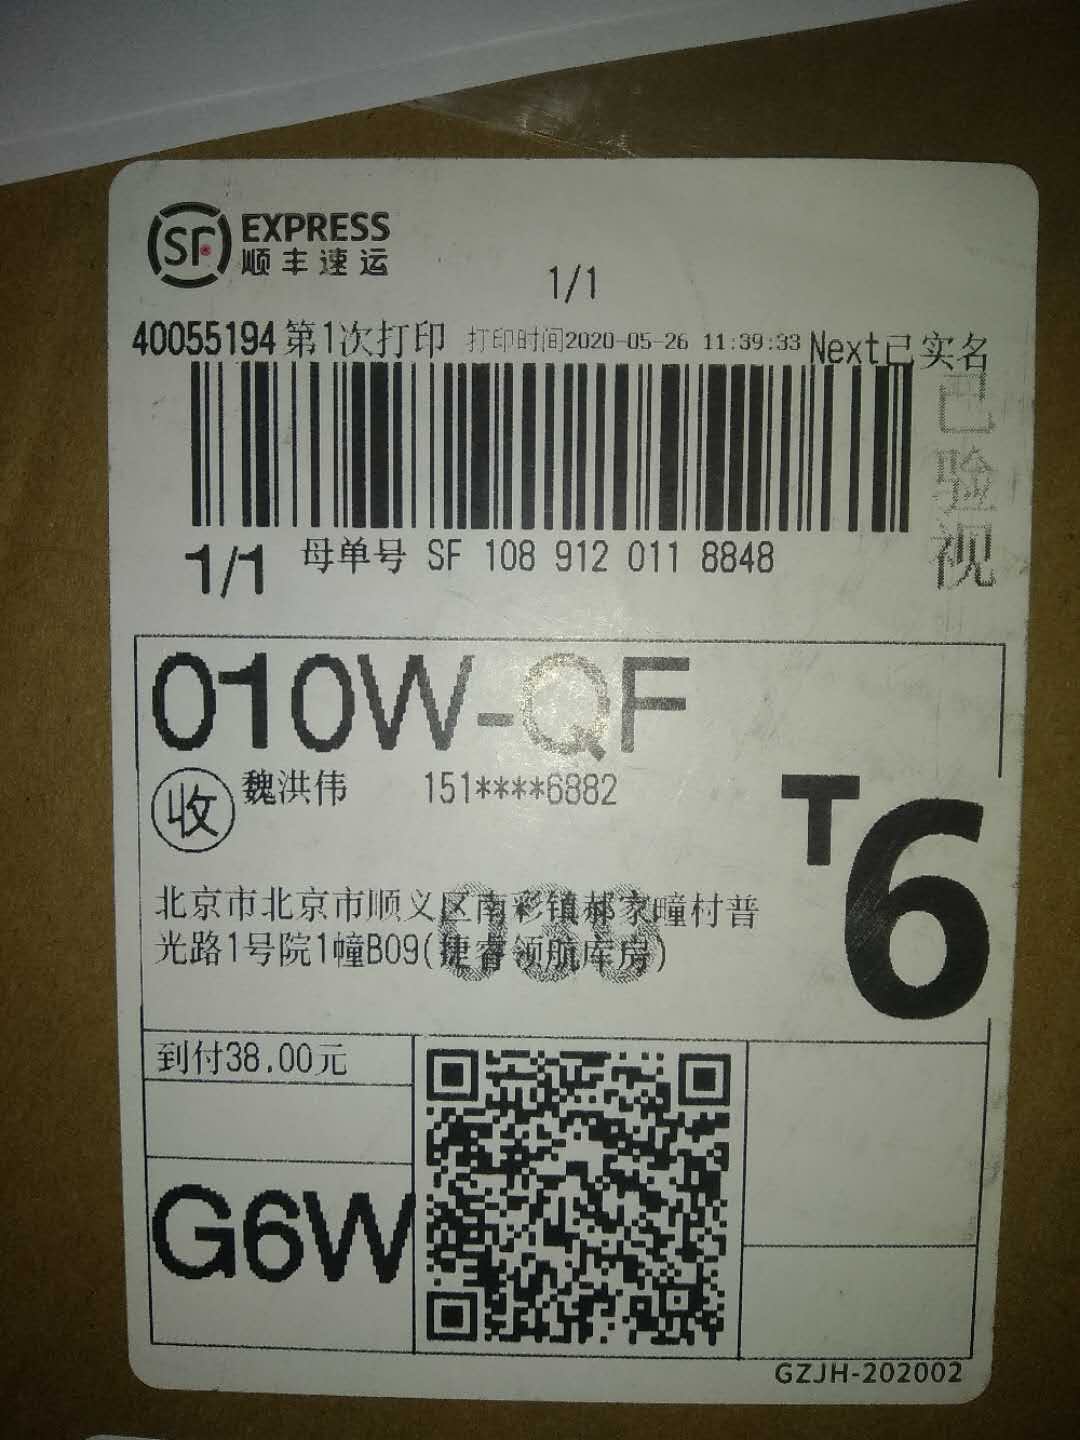 SF EXPRESS
顺丰速运
1/1
40055194 第1次打印 打印时间2020-05-26 11:39:33 Next已实名
已验视
1/1 母单号 SF 108 912 011 8848
010W-QF
收 魏洪伟 151****6882
T6
北京市北京市顺义区南彩镇郝家疃村普
光路1号院1幢B09(捷睿领航库房)
到付38.00元
G6W
GZJH-202002